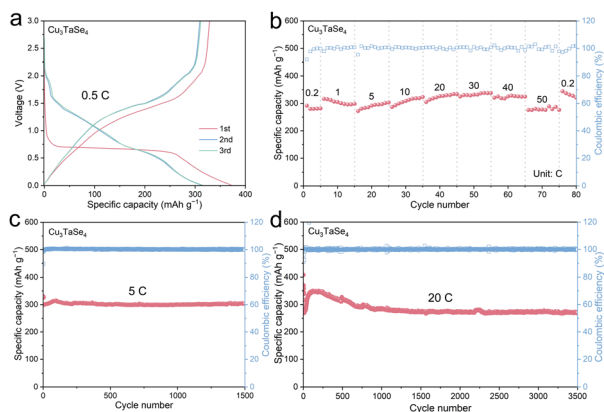 a
Cu3TaSe4
0.5 C
1st
2nd
3rd
Voltage (V)
3.0
2.5
2.0
1.5
1.0
0.5
0.0
0 100 200 300 400
Specific capacity (mAh g⁻¹)
b
Cu3TaSe4
0.2 1 5 10 20 30 40 50 0.2
Unit: C
Specific capacity (mAh g⁻¹)
600
500
400
300
200
100
0
0 10 20 30 40 50 60 70 80
Cycle number
120
100
80
60
40
20
0
Coulombic efficiency (%)
c
Cu3TaSe4
5 C
Specific capacity (mAh g⁻¹)
600
500
400
300
200
100
0
0 500 1000 1500
Cycle number
120
100
80
60
40
20
0
Coulombic efficiency (%)
d
Cu3TaSe4
20 C
Specific capacity (mAh g⁻¹)
600
500
400
300
200
100
0
0 500 1000 1500 2000 2500 3000 3500
Cycle number
120
100
80
60
40
20
0
Coulombic efficiency (%)